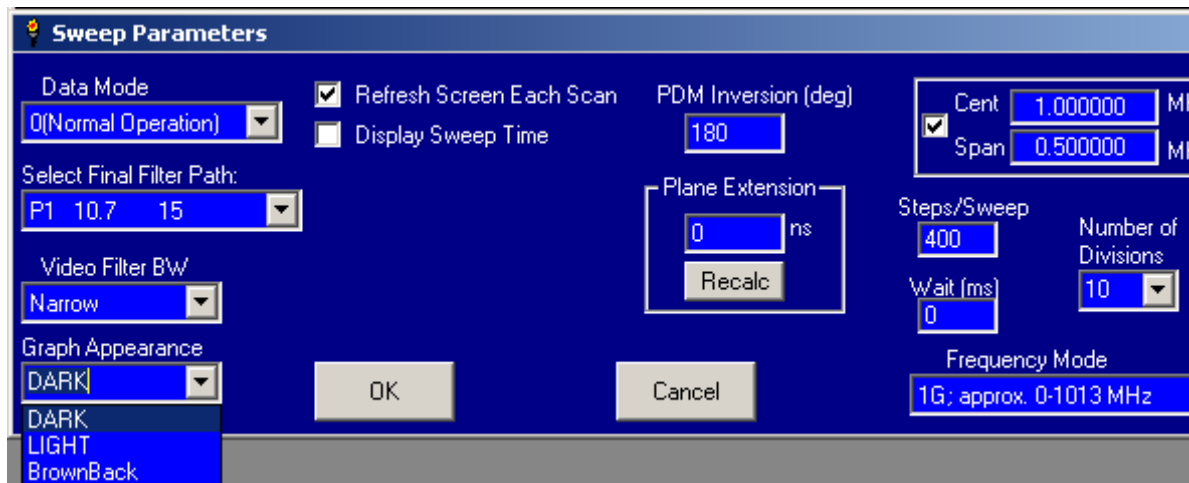 Sweep Parameters
Data Mode
0(Normal Operation)
Select Final Filter Path:
P1 10.7 15
Video Filter BW
Narrow
Graph Appearance
DARK
DARK
LIGHT
BrownBack
Refresh Screen Each Scan
Display Sweep Time
OK
PDM Inversion (deg)
180
Plane Extension
0 ns
Recalc
Cancel
Cent 1.000000
Span 0.500000
Steps/Sweep
400
Wait (ms)
0
Number of
Divisions
10
Frequency Mode
1G; approx. 0-1013 MHz